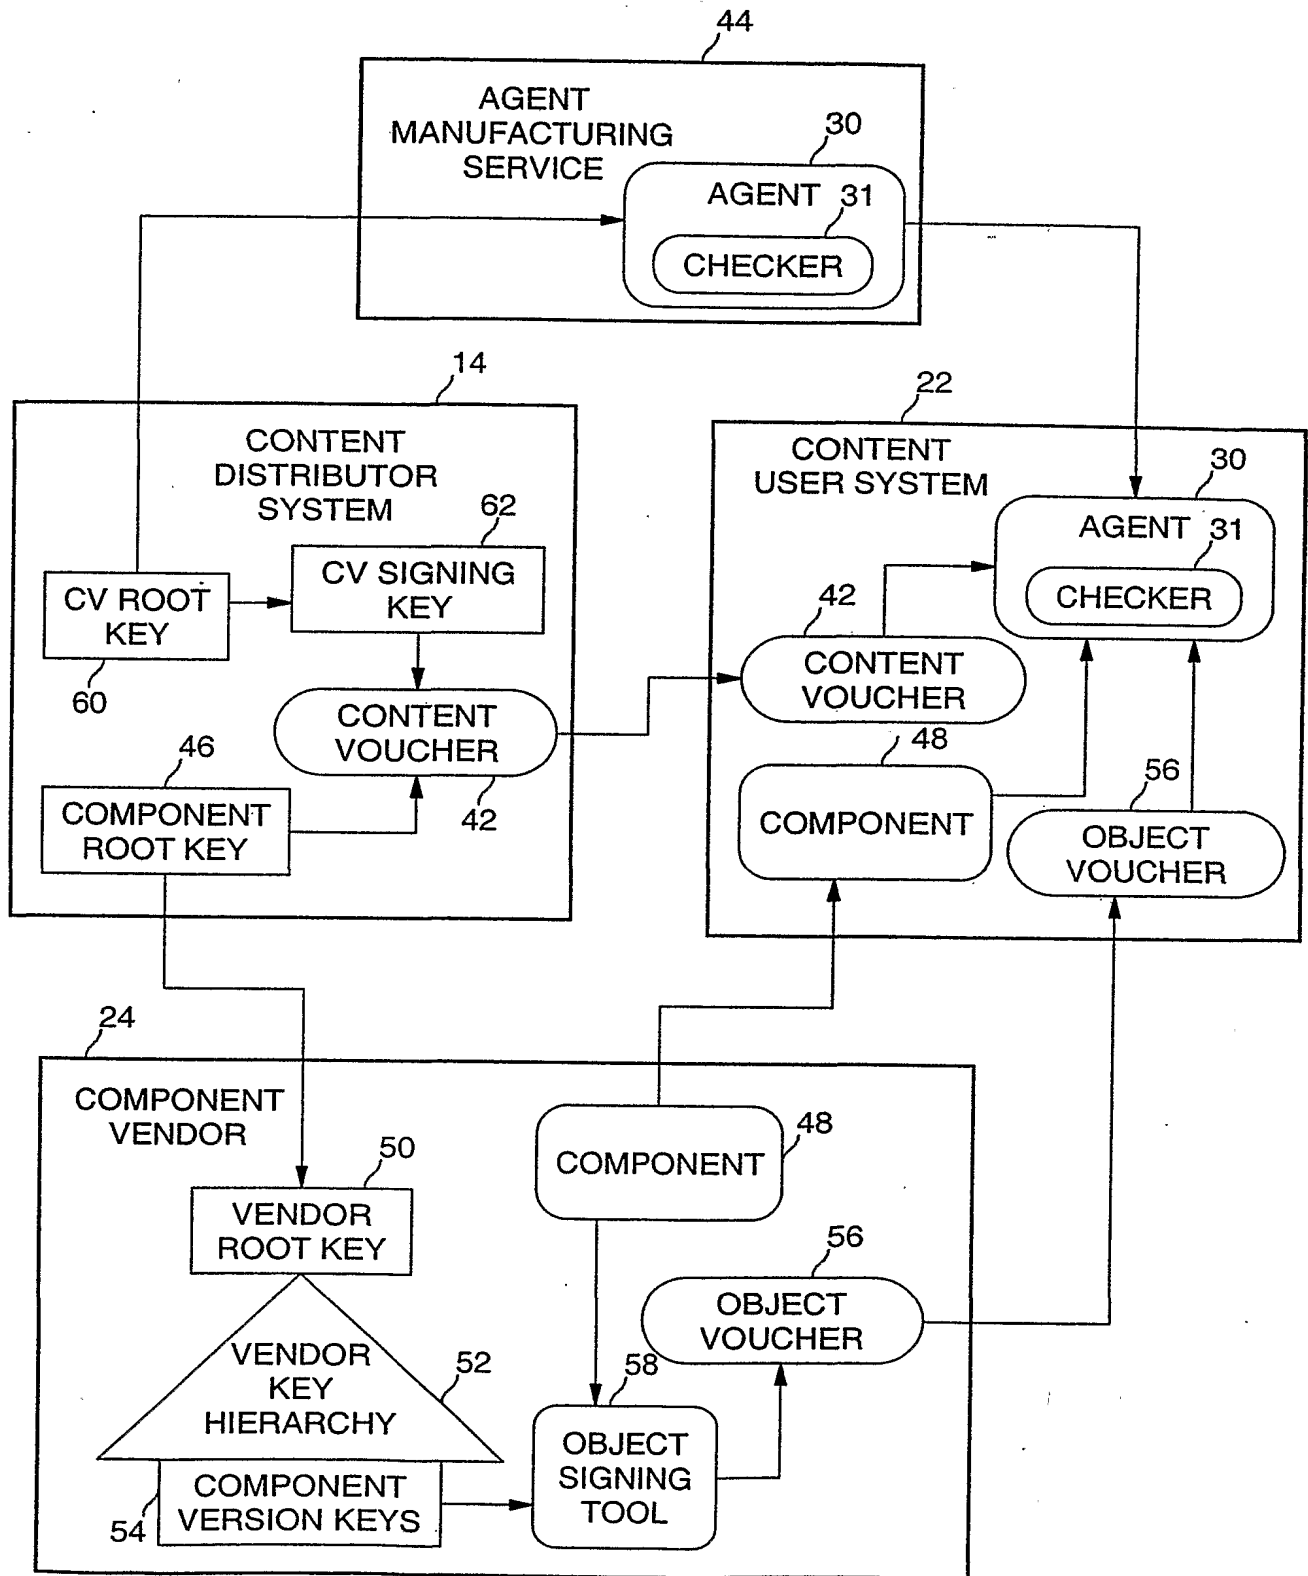 44
AGENT
MANUFACTURING
SERVICE
30
AGENT
31
CHECKER
14
CONTENT
DISTRIBUTOR
SYSTEM
62
CV SIGNING
KEY
CV ROOT
KEY
60
CONTENT
VOUCHER
42
46
COMPONENT
ROOT KEY
22
CONTENT
USER SYSTEM
30
AGENT
31
CHECKER
42
CONTENT
VOUCHER
48
COMPONENT
56
OBJECT
VOUCHER
24
COMPONENT
VENDOR
50
VENDOR
ROOT KEY
VENDOR
KEY
HIERARCHY
52
COMPONENT
VERSION KEYS
54
COMPONENT
48
56
OBJECT
VOUCHER
58
OBJECT
SIGNING
TOOL